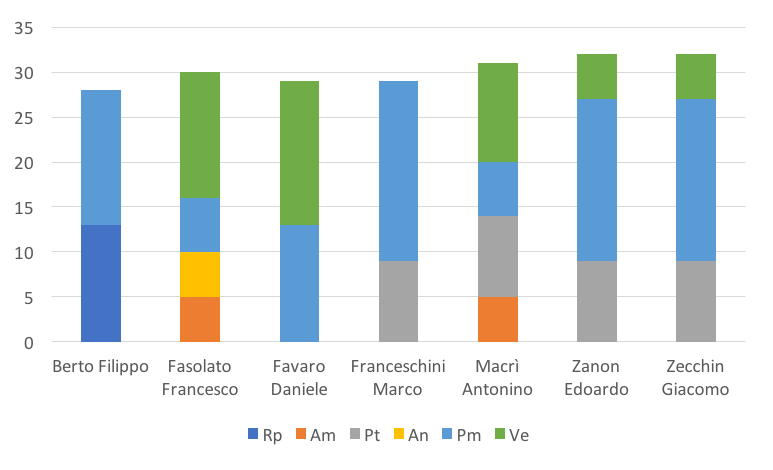 35
30
25
20
15
10
5
0
Berto Filippo Fasolato Favaro Franceschini Macrì Zanon Zecchin
Francesco Daniele Marco Antonino Edoardo Giacomo
Rp Am Pt An Pm Ve